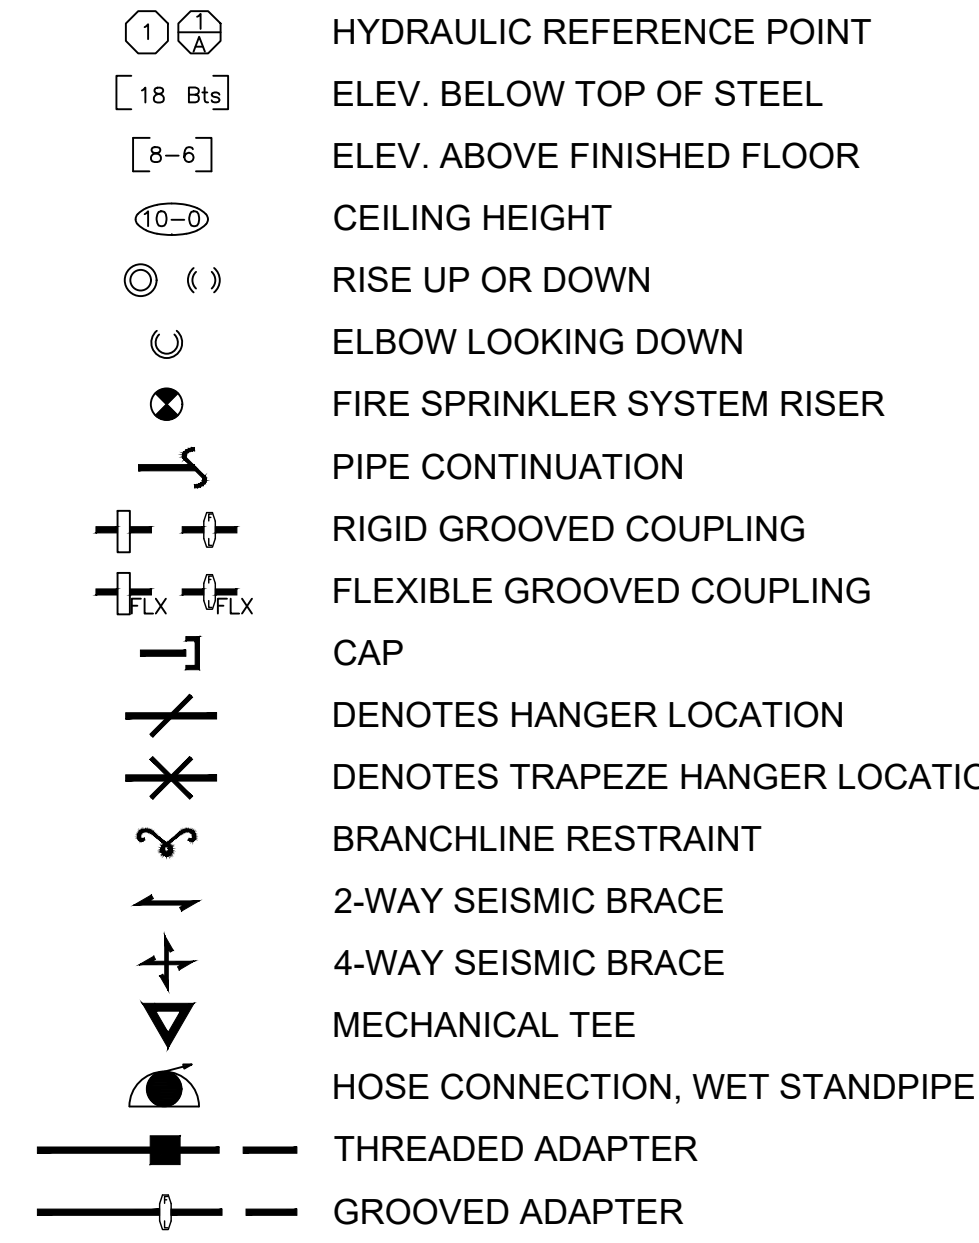 1 1 A HYDRAULIC REFERENCE POINT
18 Bts ELEV. BELOW TOP OF STEEL
8-6 ELEV. ABOVE FINISHED FLOOR
10-0 CEILING HEIGHT
RISE UP OR DOWN
ELBOW LOOKING DOWN
FIRE SPRINKLER SYSTEM RISER
PIPE CONTINUATION
F L RIGID GROOVED COUPLING
FLX F L FLX FLEXIBLE GROOVED COUPLING
CAP
DENOTES HANGER LOCATION
DENOTES TRAPEZE HANGER LOCATIO
BRANCHLINE RESTRAINT
2-WAY SEISMIC BRACE
4-WAY SEISMIC BRACE
MECHANICAL TEE
HOSE CONNECTION, WET STANDPIPE
THREADED ADAPTER
F L GROOVED ADAPTER